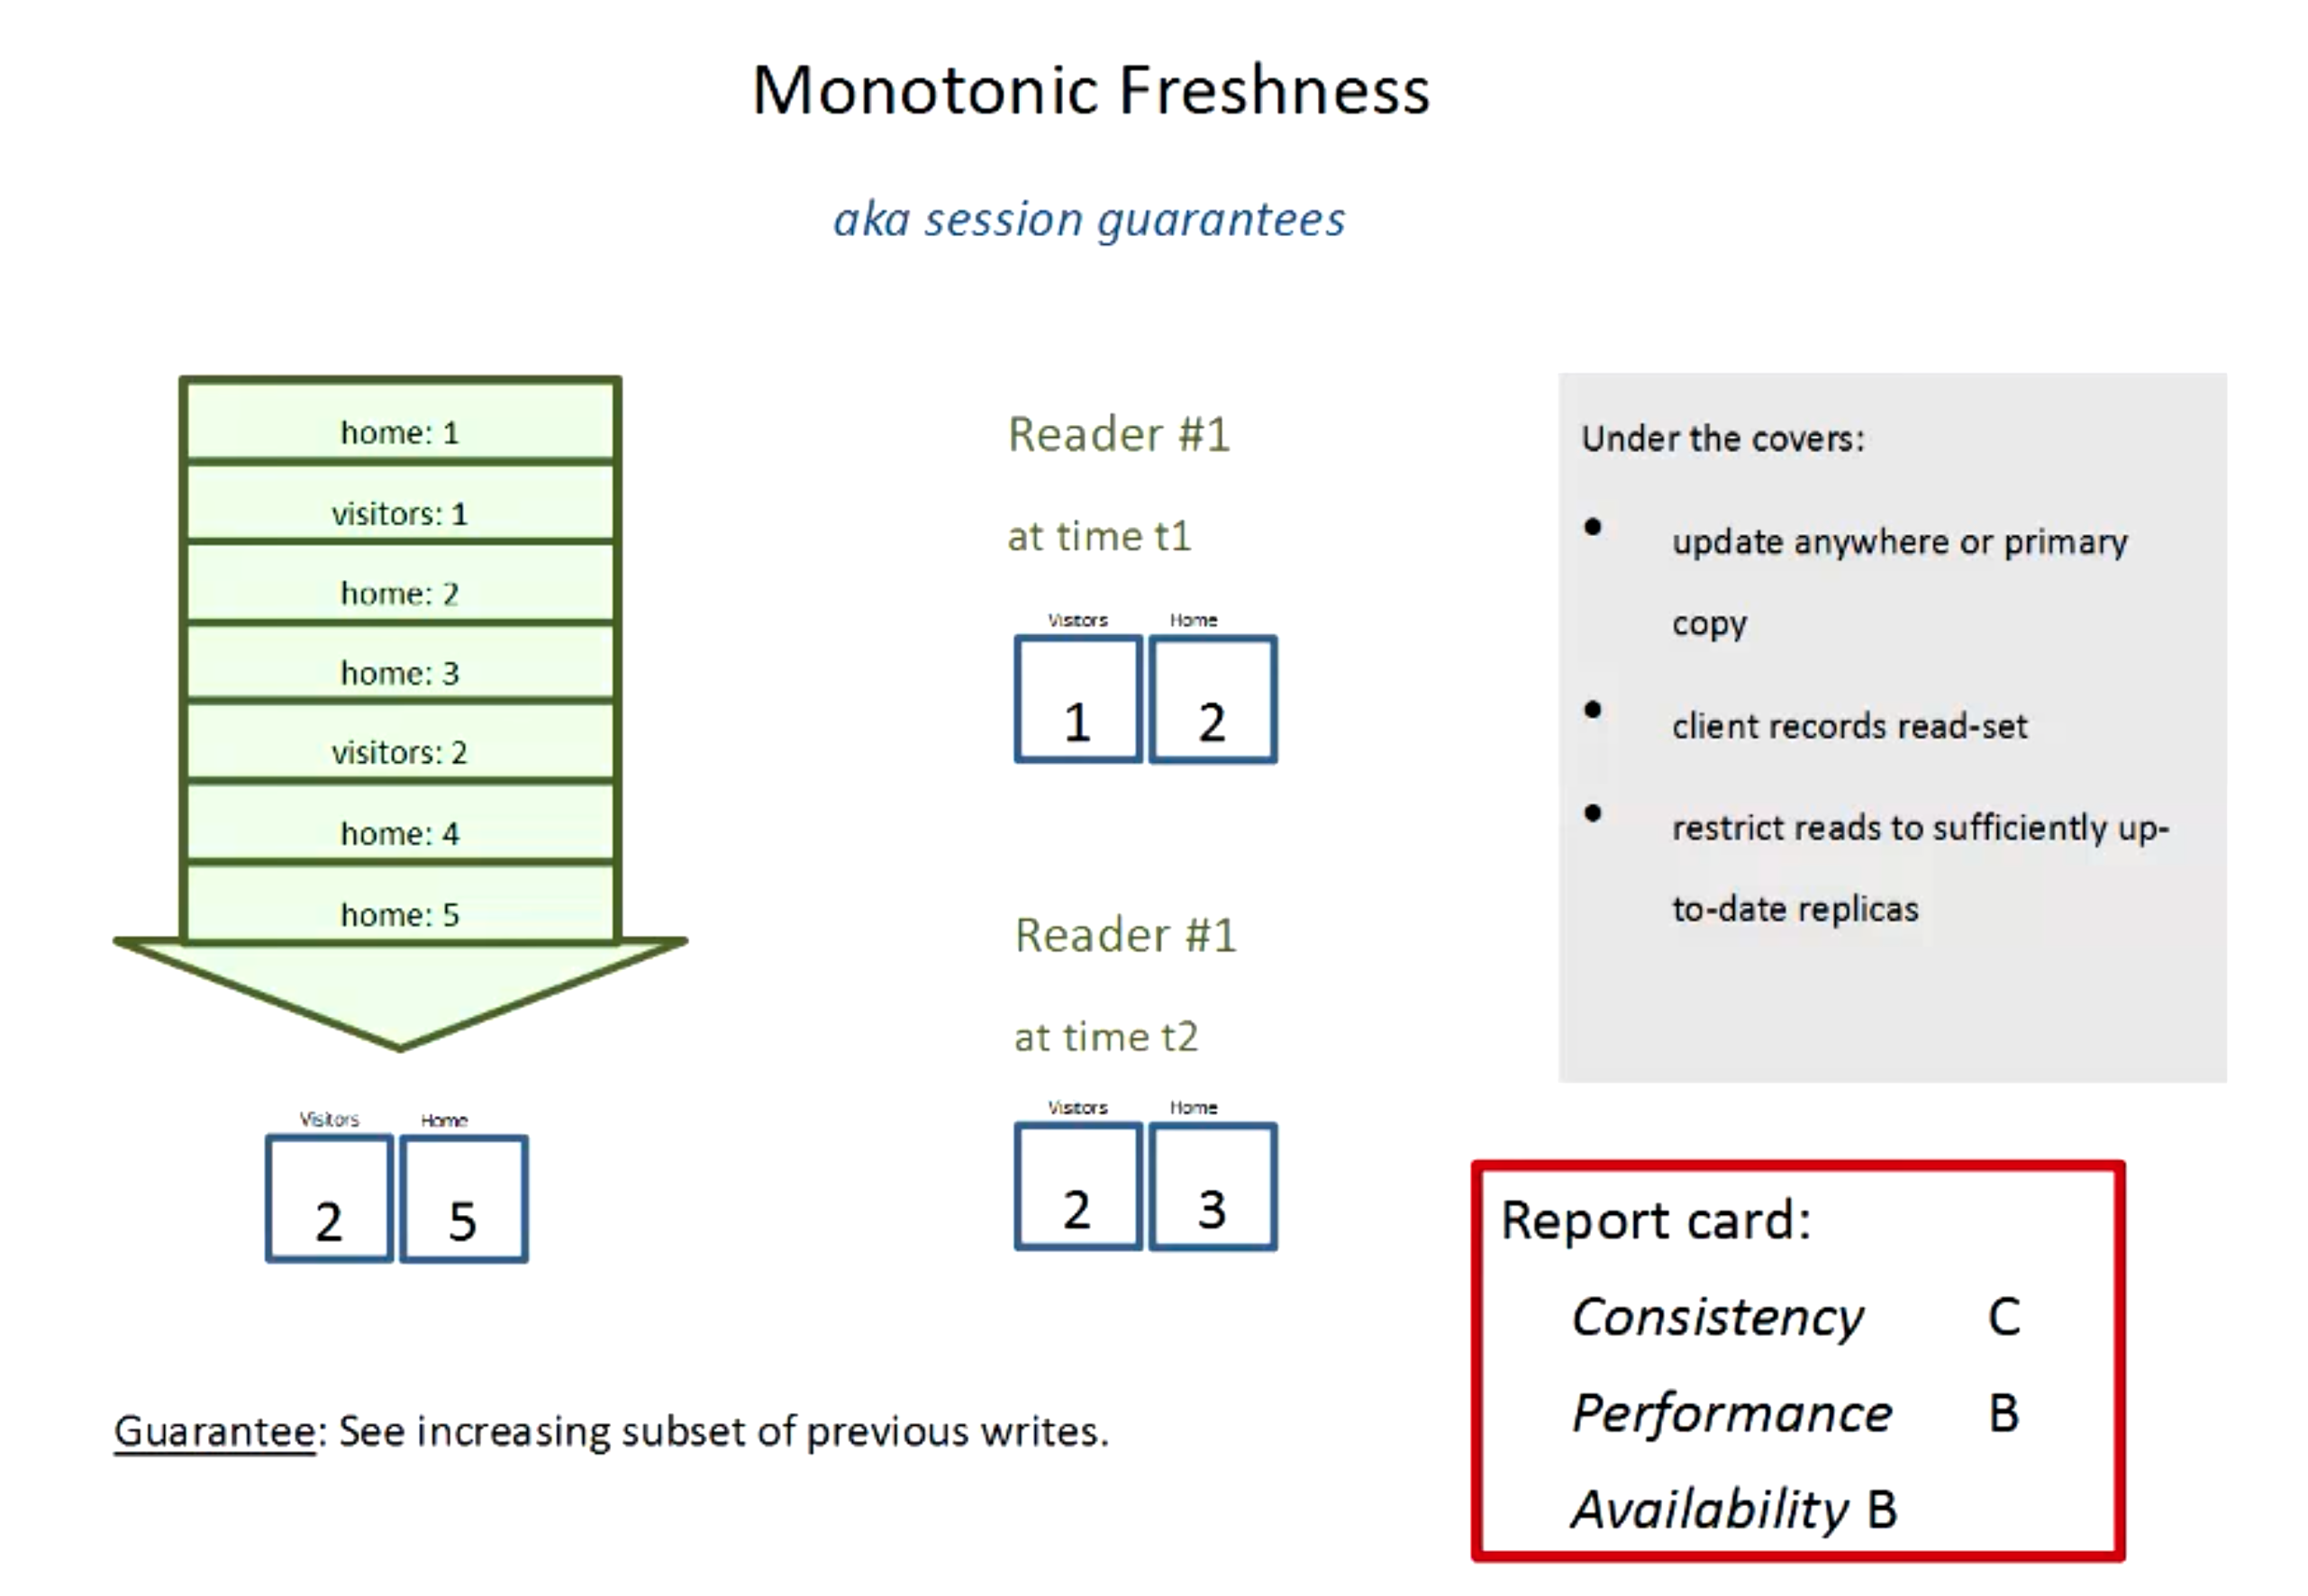 Monotonic Freshness
aka session guarantees
home: 1
visitors: 1
home: 2
home: 3
visitors: 2
home: 4
home: 5
Visitors Home
2 5
Reader #1
at time t1
Visitors Home
1 2
Reader #1
at time t2
Visitors Home
2 3
Under the covers:
• update anywhere or primary
copy
• client records read-set
• restrict reads to sufficiently up-
to-date replicas
Report card:
Consistency C
Performance B
Availability B
Guarantee: See increasing subset of previous writes.